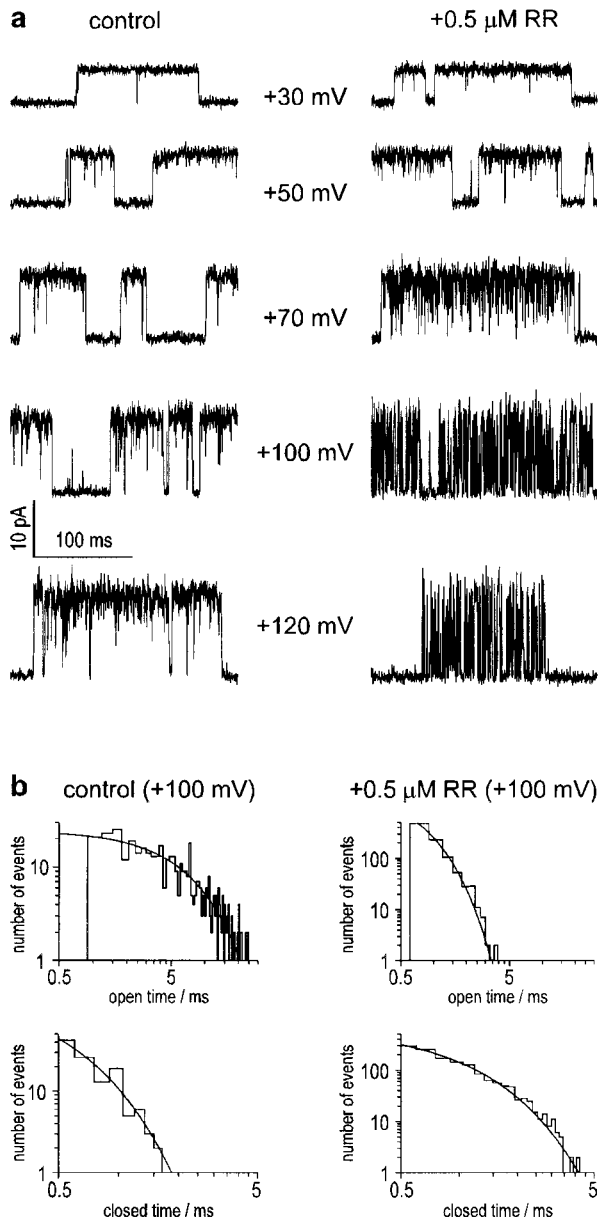 a
control
+0.5 μM RR
+30 mV
+50 mV
+70 mV
+100 mV
10 pA
100 ms
+120 mV
b
control (+100 mV)
+0.5 μM RR (+100 mV)
number of events
10
1
0.5
5
open time / ms
number of events
100
10
1
0.5
5
open time / ms
number of events
10
1
0.5
5
closed time / ms
number of events
100
10
1
0.5
5
closed time / ms